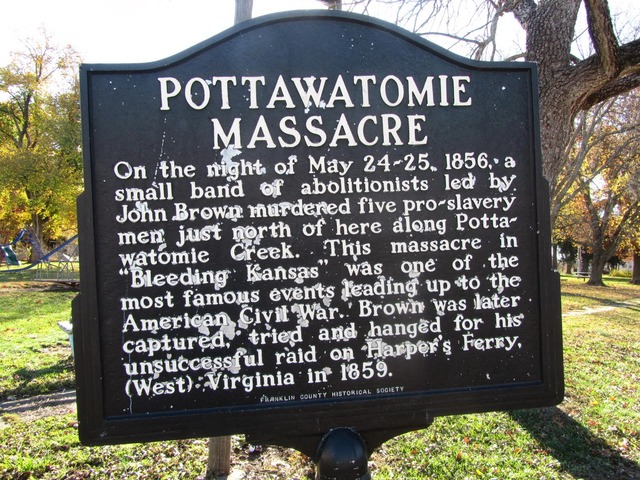 POTTAWATOMIE
MASSACRE
On the night of May 24-25, 1856, a
small band of abolitionists led by
John Brown murdered five pro-slavery
men just north of here along Potta-
watomie Creek. This massacre in
"Bleeding Kansas" was one of the
most famous events leading up to the
American Civil War. Brown was later
captured, tried and hanged for his
unsuccessful raid on Harper's Ferry,
(West) Virginia in 1859.
FRANKLIN COUNTY HISTORICAL SOCIETY